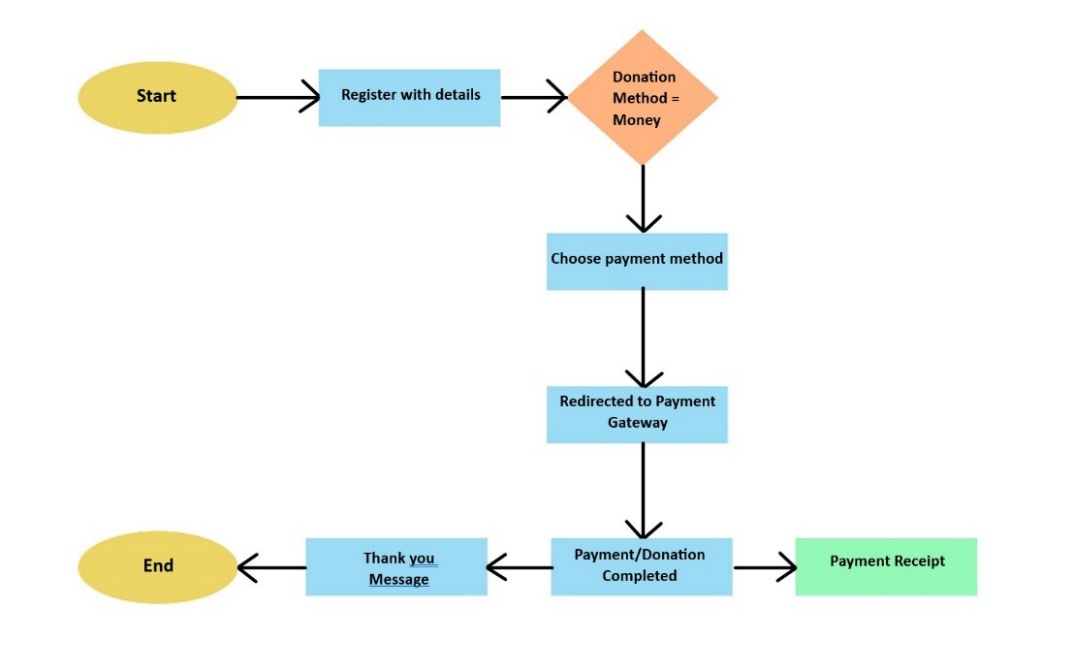 Start
Register with details
Donation
Method =
Money
Choose payment method
Redirected to Payment
Gateway
Payment/Donation
Completed
Payment Receipt
Thank you
Message
End